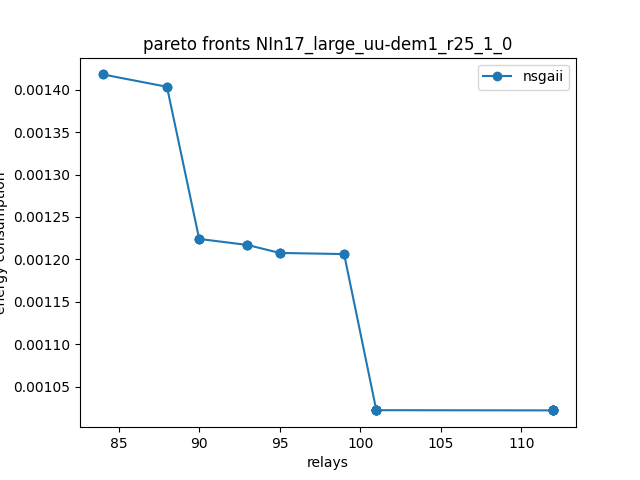 pareto fronts NIn17_large_uu-dem1_r25_1_0
nsgaii
0.00140
0.00135
0.00130
0.00125
0.00120
0.00115
0.00110
0.00105
energy consumption
85 90 95 100 105 110
relays